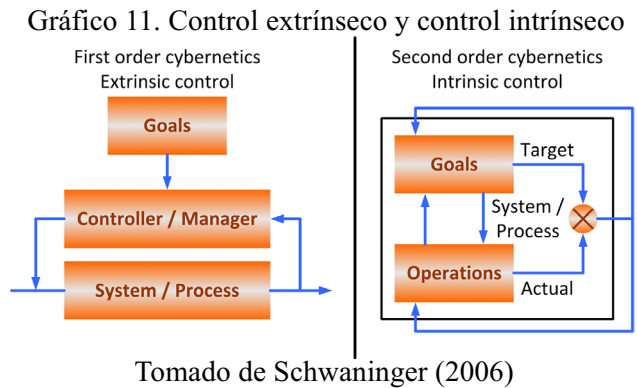 Gráfico 11. Control extrínseco y control intrínseco
First order cybernetics
Extrinsic control
Goals
Controller / Manager
System / Process
Second order cybernetics
Intrinsic control
Goals
Target
System /
Process
Operations
Actual
Tomado de Schwaninger (2006)